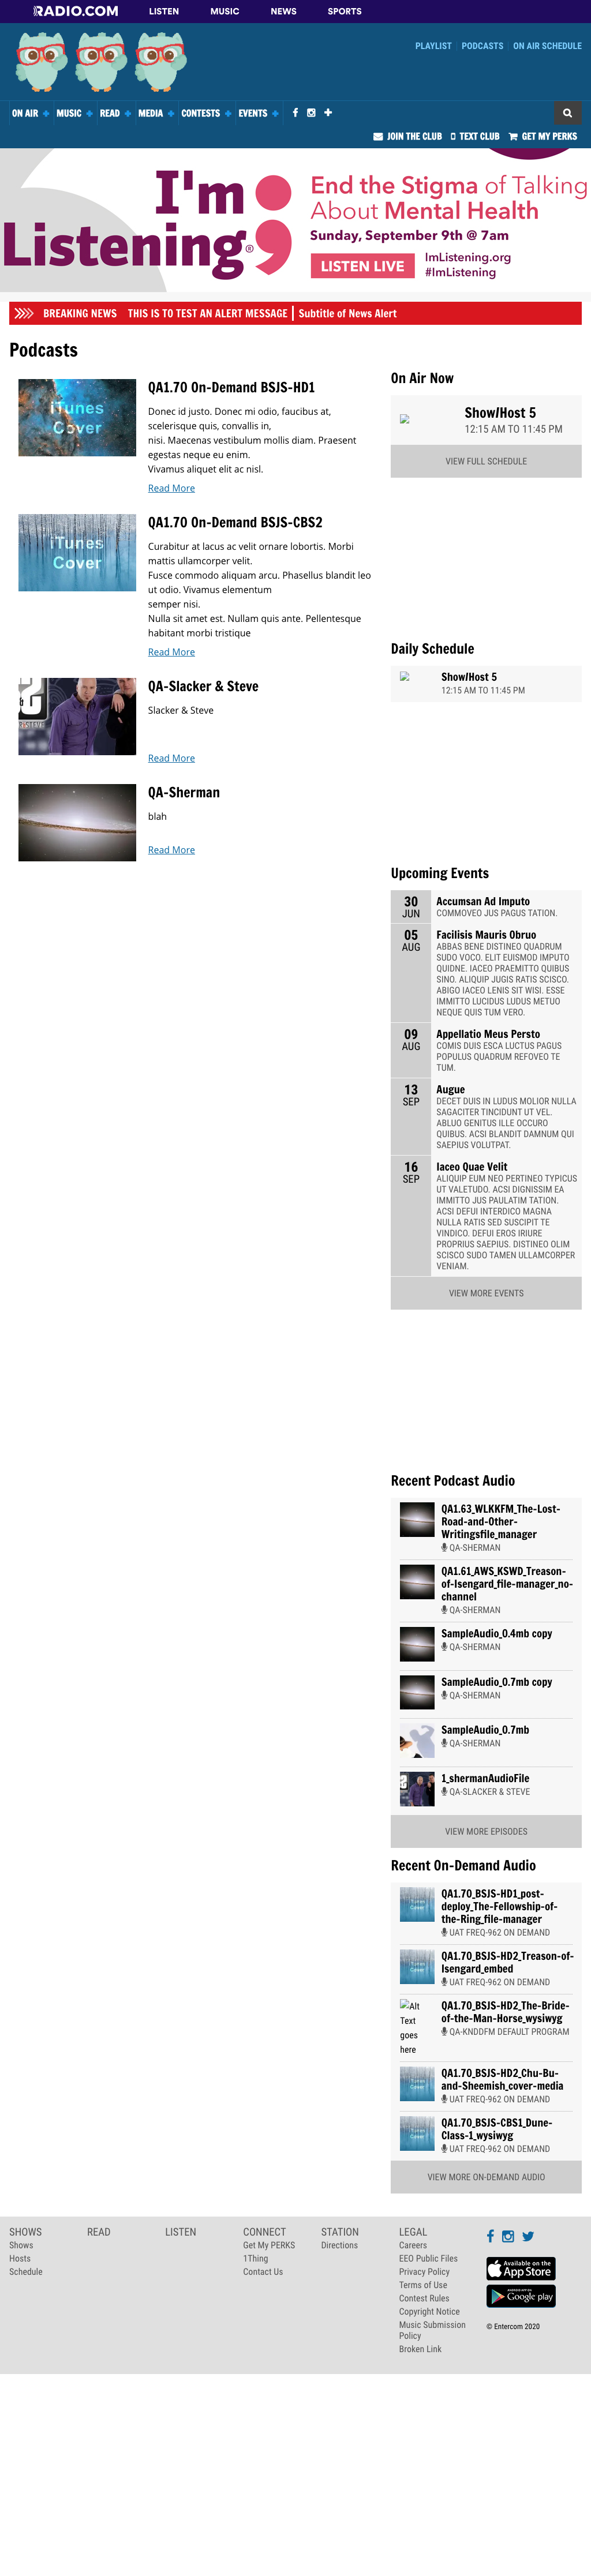 RADIO.COM LISTEN MUSIC NEWS SPORTS
PLAYLIST PODCASTS ON AIR SCHEDULE
ON AIR MUSIC READ MEDIA CONTESTS EVENTS
JOIN THE CLUB TEXT CLUB GET MY PERKS
I'm
Listening®
End the Stigma of Talking
About Mental Health
Sunday, September 9th @ 7am
LISTEN LIVE
ImListening.org
#ImListening
BREAKING NEWS THIS IS TO TEST AN ALERT MESSAGE Subtitle of News Alert
Podcasts
iTunes
Cover
QA1.70 On-Demand BSJS-HD1
Donec id justo. Donec mi odio, faucibus at,
scelerisque quis, convallis in,
nisi. Maecenas vestibulum mollis diam. Praesent
egestas neque eu enim.
Vivamus aliquet elit ac nisl.
Read More
iTunes
Cover
QA1.70 On-Demand BSJS-CBS2
Curabitur at lacus ac velit ornare lobortis. Morbi
mattis ullamcorper velit.
Fusce commodo aliquam arcu. Phasellus blandit leo
ut odio. Vivamus elementum
semper nisi.
Nulla sit amet est. Nullam quis ante. Pellentesque
habitant morbi tristique
Read More
QA-Slacker & Steve
Slacker & Steve
Read More
QA-Sherman
blah
Read More
On Air Now
Show/Host 5
12:15 AM TO 11:45 PM
VIEW FULL SCHEDULE
Daily Schedule
Show/Host 5
12:15 AM TO 11:45 PM
Upcoming Events
30
JUN
Accumsan Ad Imputo
COMMOVEO JUS PAGUS TATION.
05
AUG
Facilisis Mauris Obruo
ABBAS BENE DISTINEO QUADRUM
SUDO VOCO. ELIT EUISMOD IMPUTO
QUIDNE. IACEO PRAEMITTO QUIBUS
SINO. ALIQUIP JUGIS RATIS SCISCO.
ABIGO IACEO LENIS SIT WISI. ESSE
IMMITTO LUCIDUS LUDUS METUO
NEQUE QUIS TUM VERO.
09
AUG
Appellatio Meus Persto
COMIS DUIS ESCA LUCTUS PAGUS
POPULUS QUADRUM REFOVEO TE
TUM.
13
SEP
Augue
DECET DUIS IN LUDUS MOLIOR NULLA
SAGACITER TINCIDUNT UT VEL.
ABLUO GENITUS ILLE OCCURO
QUIBUS. ACSI BLANDIT DAMNUM QUI
SAEPIUS VOLUTPAT.
16
SEP
Iaceo Quae Velit
ALIQUIP EUM NEO PERTINEO TYPICUS
UT VALETUDO. ACSI DIGNISSIM EA
IMMITTO JUS PAULATIM TATION.
ACSI DEFUI INTERDICO MAGNA
NULLA RATIS SED SUSCIPIT TE
VINDICO. DEFUI EROS IRIURE
PROPRIUS SAEPIUS. DISTINEO OLIM
SCISCO SUDO TAMEN ULLAMCORPER
VENIAM.
VIEW MORE EVENTS
Recent Podcast Audio
QA1.63_WLKKFM_The-Lost-
Road-and-Other-
Writingsfile_manager
QA-SHERMAN
QA1.61_AWS_KSWD_Treason-
of-Isengard_file-manager_no-
channel
QA-SHERMAN
SampleAudio_0.4mb copy
QA-SHERMAN
SampleAudio_0.7mb copy
QA-SHERMAN
SampleAudio_0.7mb
QA-SHERMAN
1_shermanAudioFile
QA-SLACKER & STEVE
VIEW MORE EPISODES
Recent On-Demand Audio
QA1.70_BSJS-HD1_post-
deploy_The-Fellowship-of-
the-Ring_file-manager
UAT FREQ-962 ON DEMAND
QA1.70_BSJS-HD2_Treason-of-
Isengard_embed
UAT FREQ-962 ON DEMAND
Alt
Text
goes
here
QA1.70_BSJS-HD2_The-Bride-
of-the-Man-Horse_wysiwyg
QA-KNDDFM DEFAULT PROGRAM
QA1.70_BSJS-HD2_Chu-Bu-
and-Sheemish_cover-media
UAT FREQ-962 ON DEMAND
QA1.70_BSJS-CBS1_Dune-
Class-1_wysiwyg
UAT FREQ-962 ON DEMAND
VIEW MORE ON-DEMAND AUDIO
SHOWS
Shows
Hosts
Schedule
READ
LISTEN
CONNECT
Get My PERKS
1Thing
Contact Us
STATION
Directions
LEGAL
Careers
EEO Public Files
Privacy Policy
Terms of Use
Contest Rules
Copyright Notice
Music Submission
Policy
Broken Link
Available on the
App Store
ANDROID APP ON
Google play
© Entercom 2020